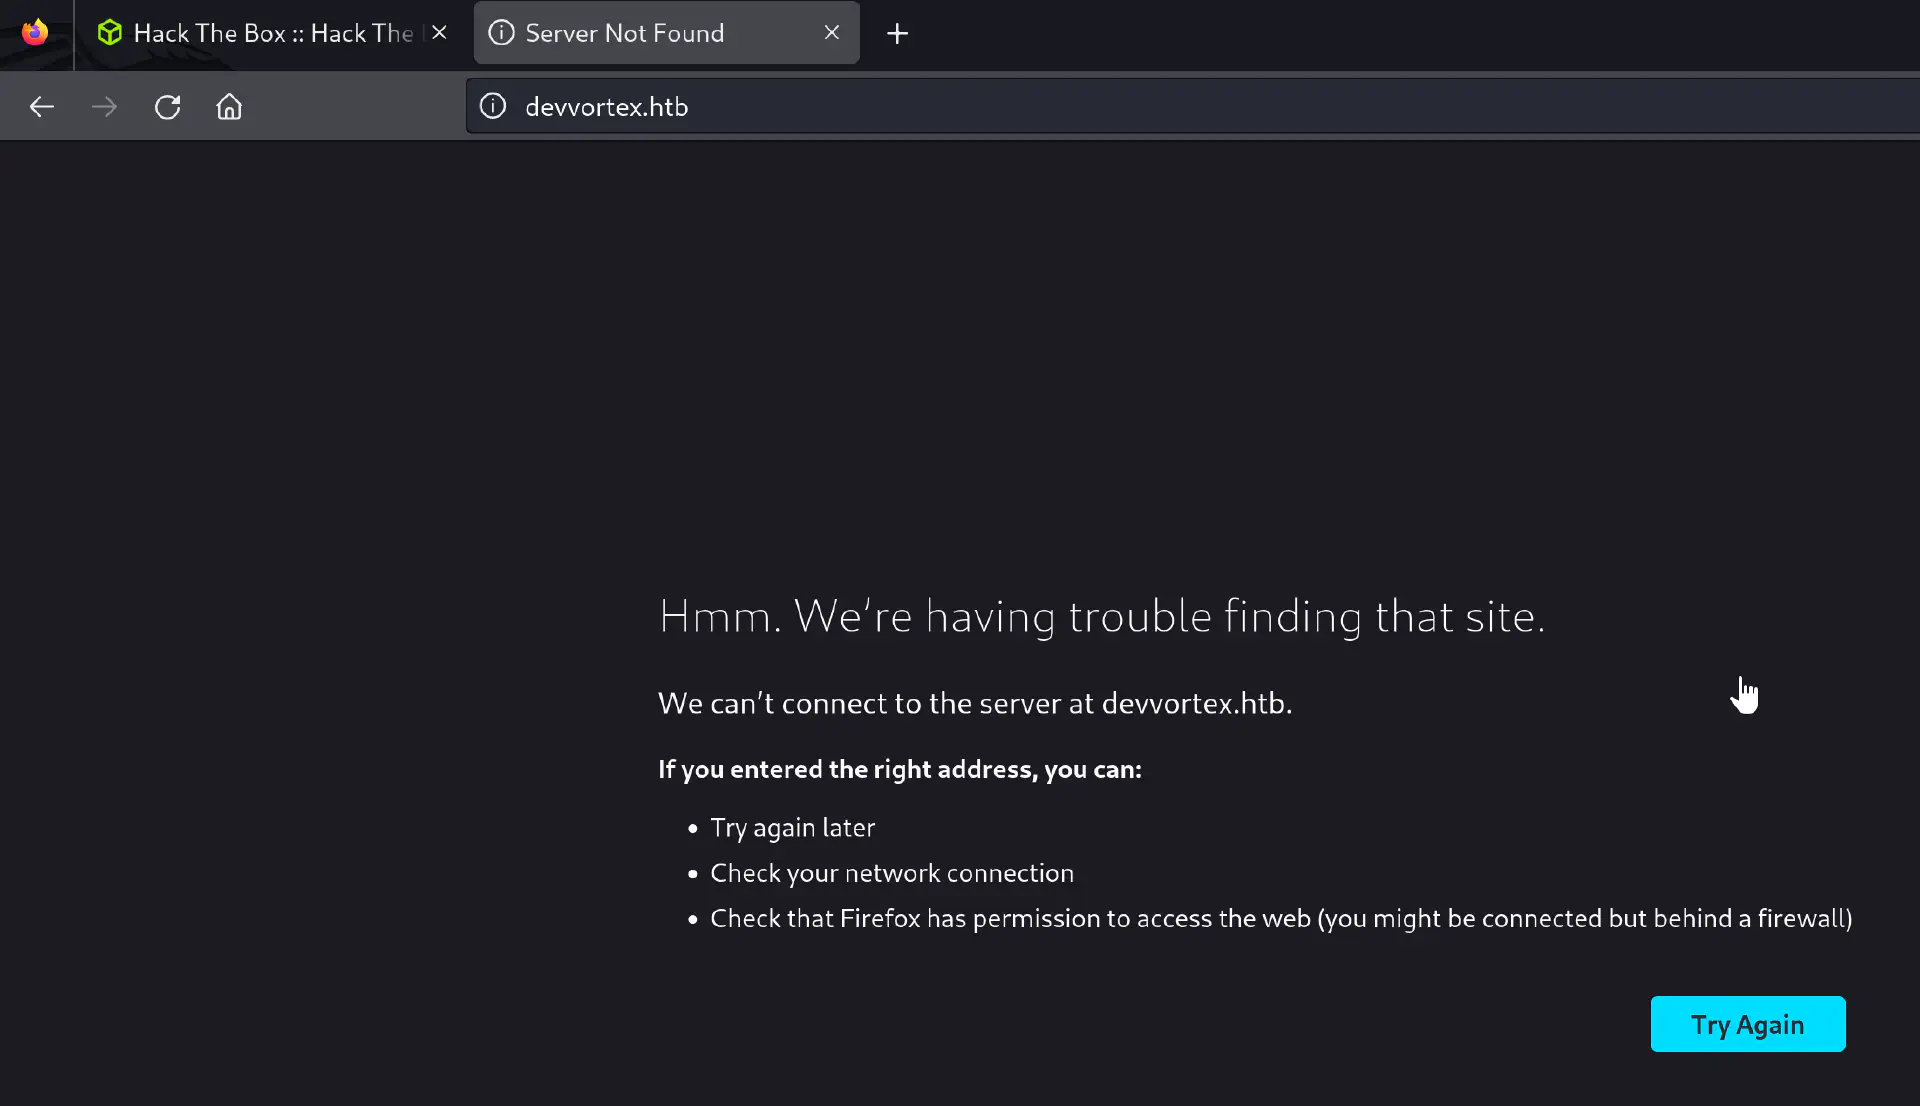 Hack The Box :: Hack The
Server Not Found
devvortex.htb
Hmm. We're having trouble finding that site.
We can't connect to the server at devvortex.htb.
If you entered the right address, you can:
• Try again later
• Check your network connection
• Check that Firefox has permission to access the web (you might be connected but behind a firewall)
Try Again